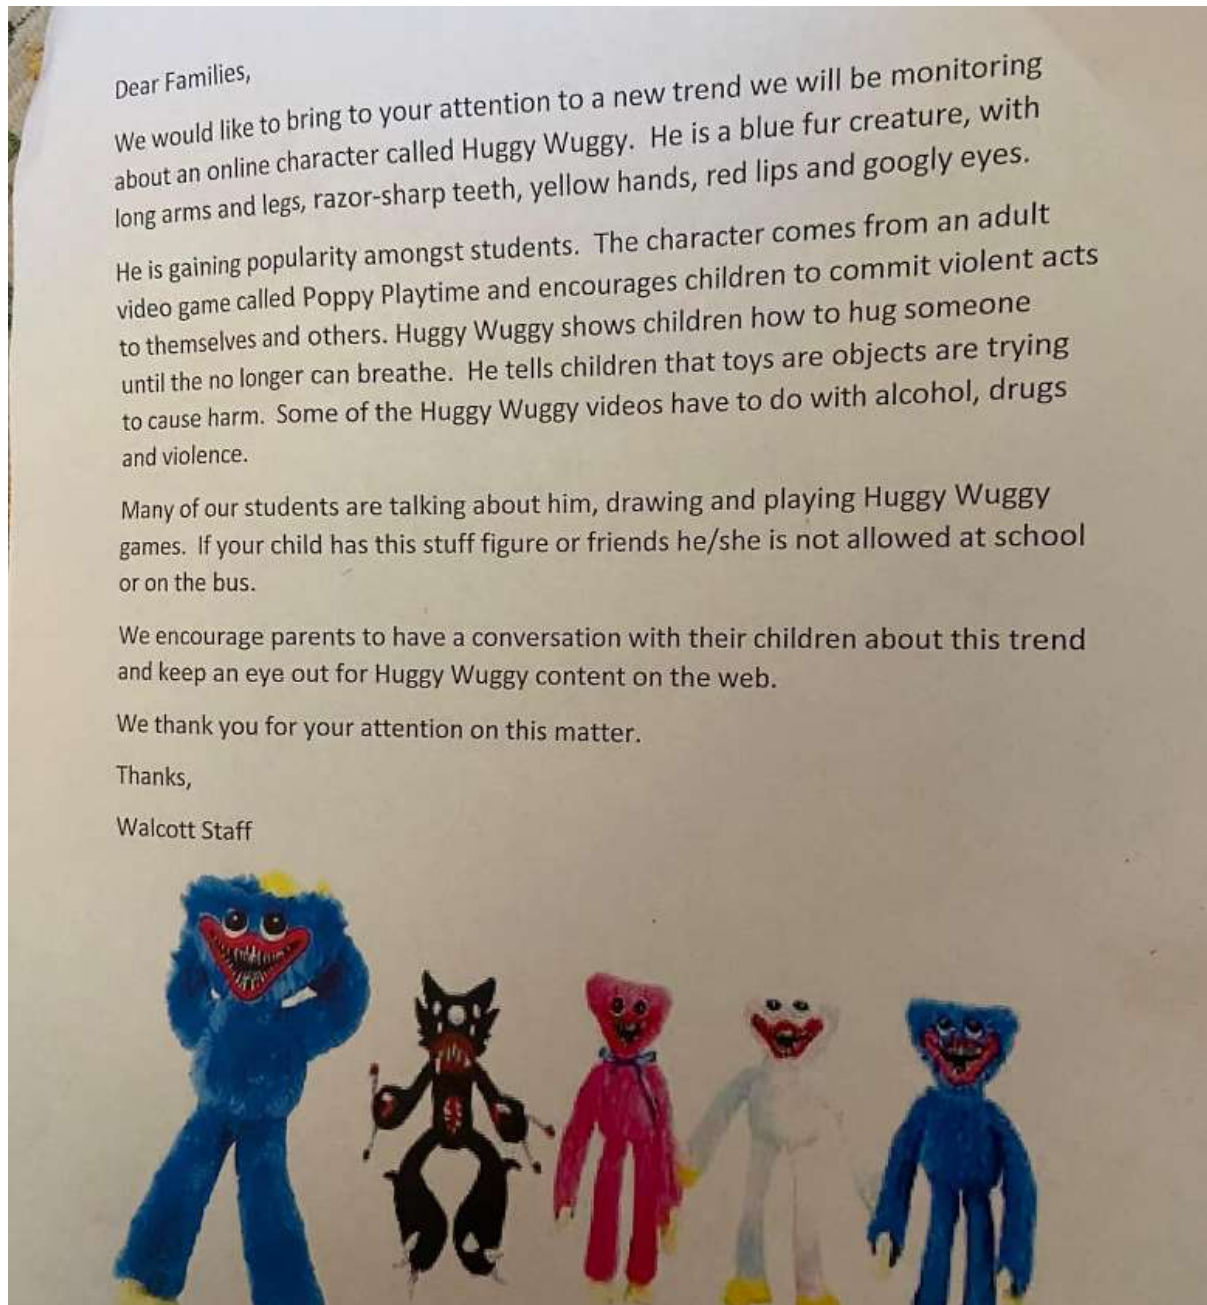 Dear Families,
We would like to bring to your attention to a new trend we will be monitoring
about an online character called Huggy Wuggy. He is a blue fur creature, with
long arms and legs, razor-sharp teeth, yellow hands, red lips and googly eyes.
He is gaining popularity amongst students. The character comes from an adult
video game called Poppy Playtime and encourages children to commit violent acts
to themselves and others. Huggy Wuggy shows children how to hug someone
until the no longer can breathe. He tells children that toys are objects are trying
to cause harm. Some of the Huggy Wuggy videos have to do with alcohol, drugs
and violence.
Many of our students are talking about him, drawing and playing Huggy Wuggy
games. If your child has this stuff figure or friends he/she is not allowed at school
or on the bus.
We encourage parents to have a conversation with their children about this trend
and keep an eye out for Huggy Wuggy content on the web.
We thank you for your attention on this matter.
Thanks,
Walcott Staff